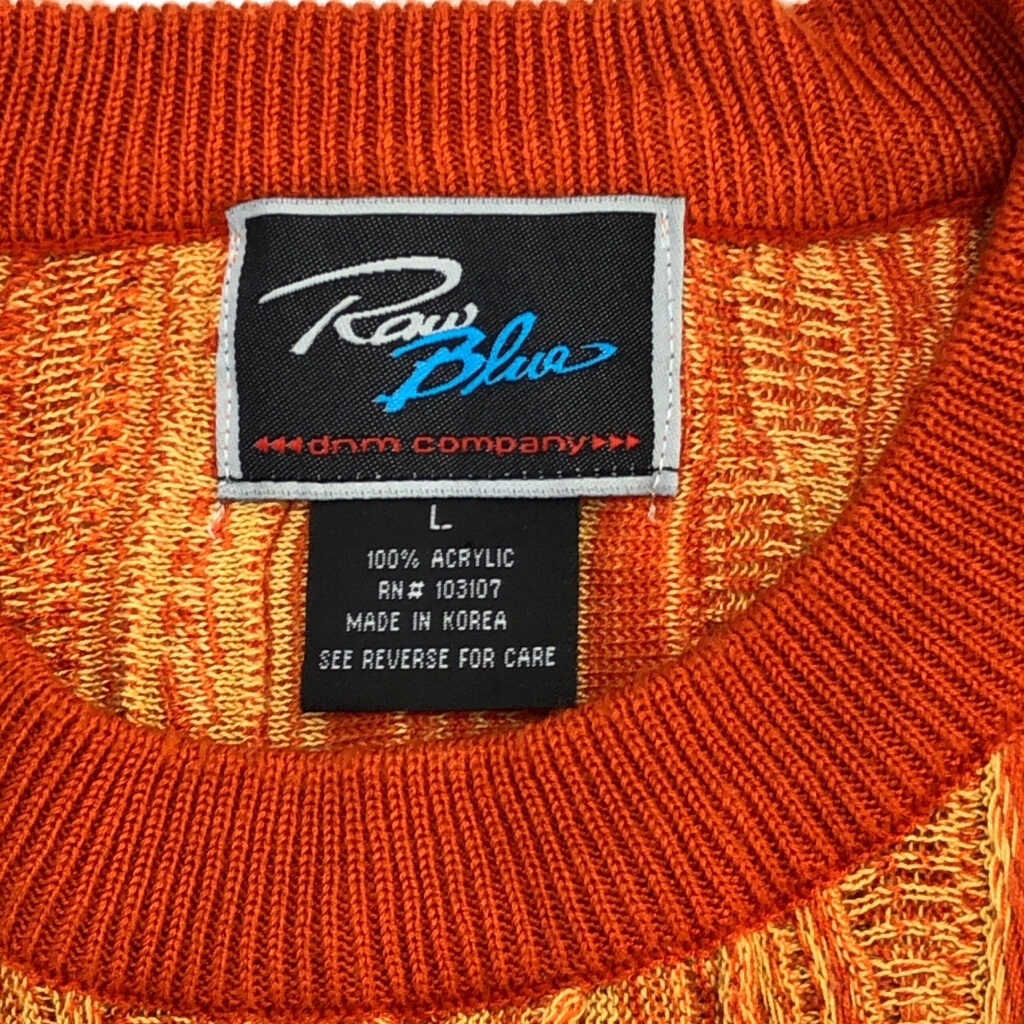 Raw
Blue
dnm company
L
100% ACRYLIC
RN# 103107
MADE IN KOREA
SEE REVERSE FOR CARE